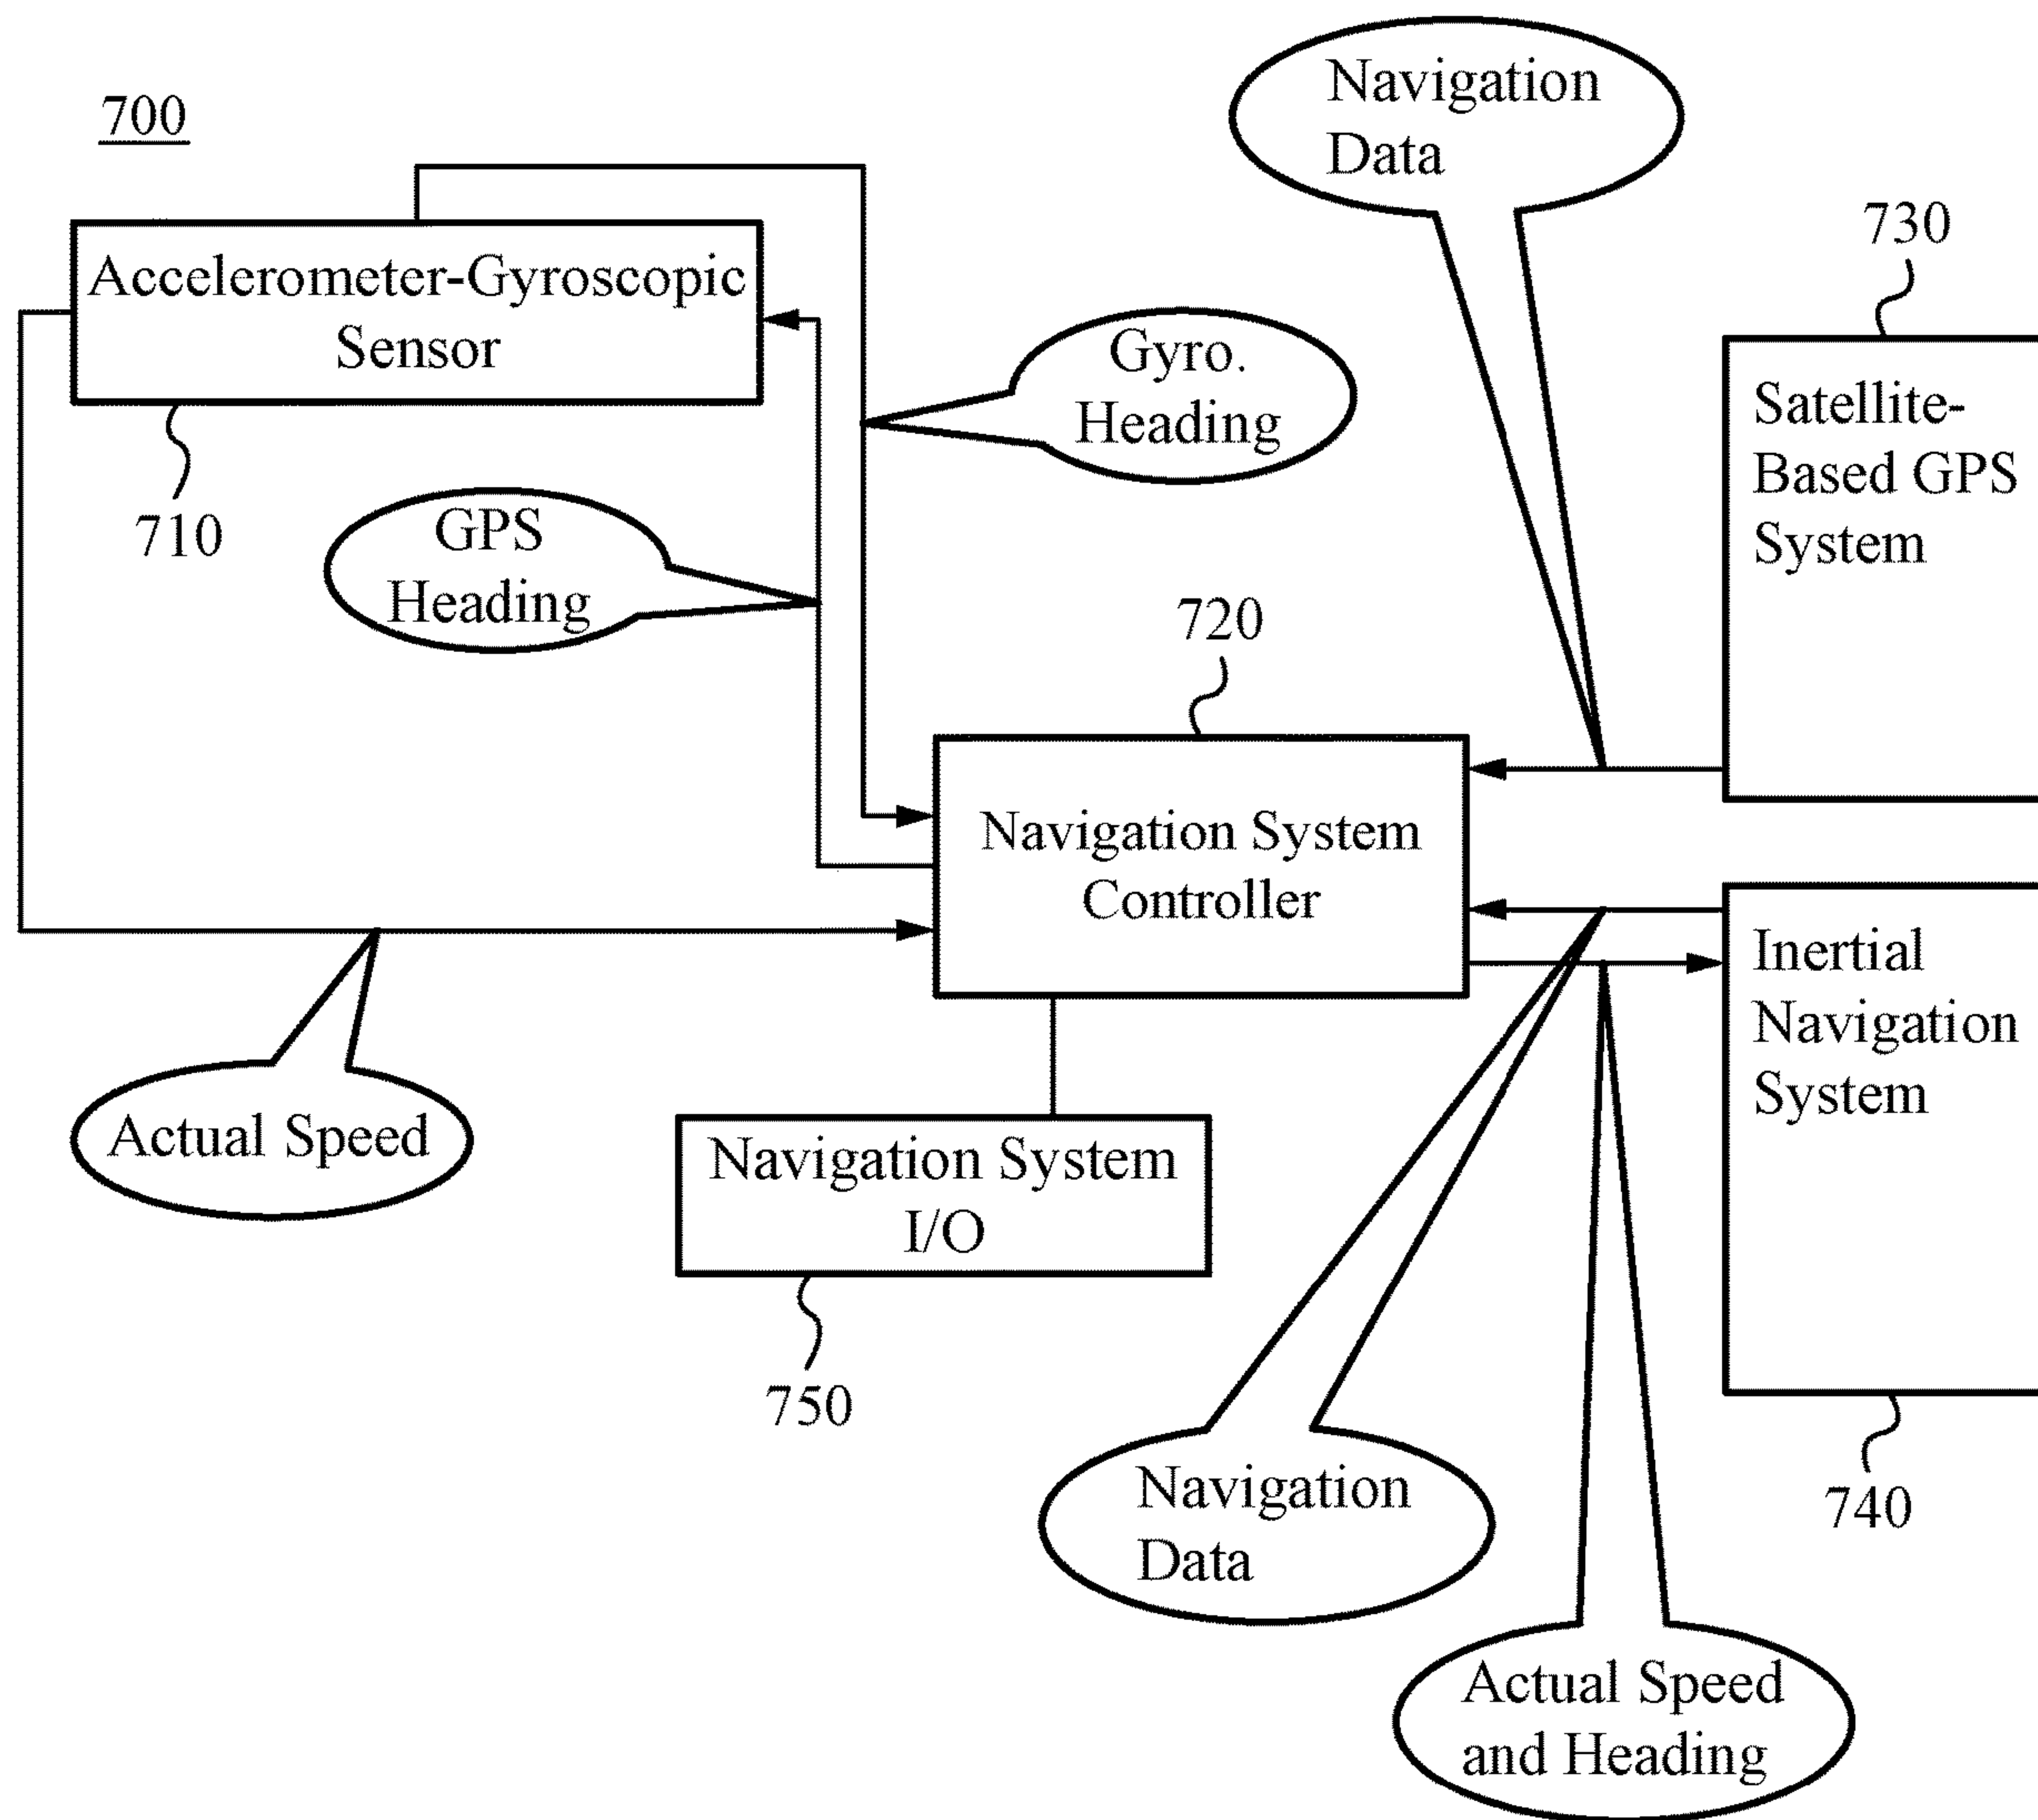 700
Navigation
Data
730
Accelerometer-Gyroscopic
Sensor
710
Gyro.
Heading
GPS
Heading
Satellite-
Based GPS
System
720
Navigation System
Controller
Inertial
Navigation
System
Actual Speed
Navigation System
I/O
750
Navigation
Data
740
Actual Speed
and Heading